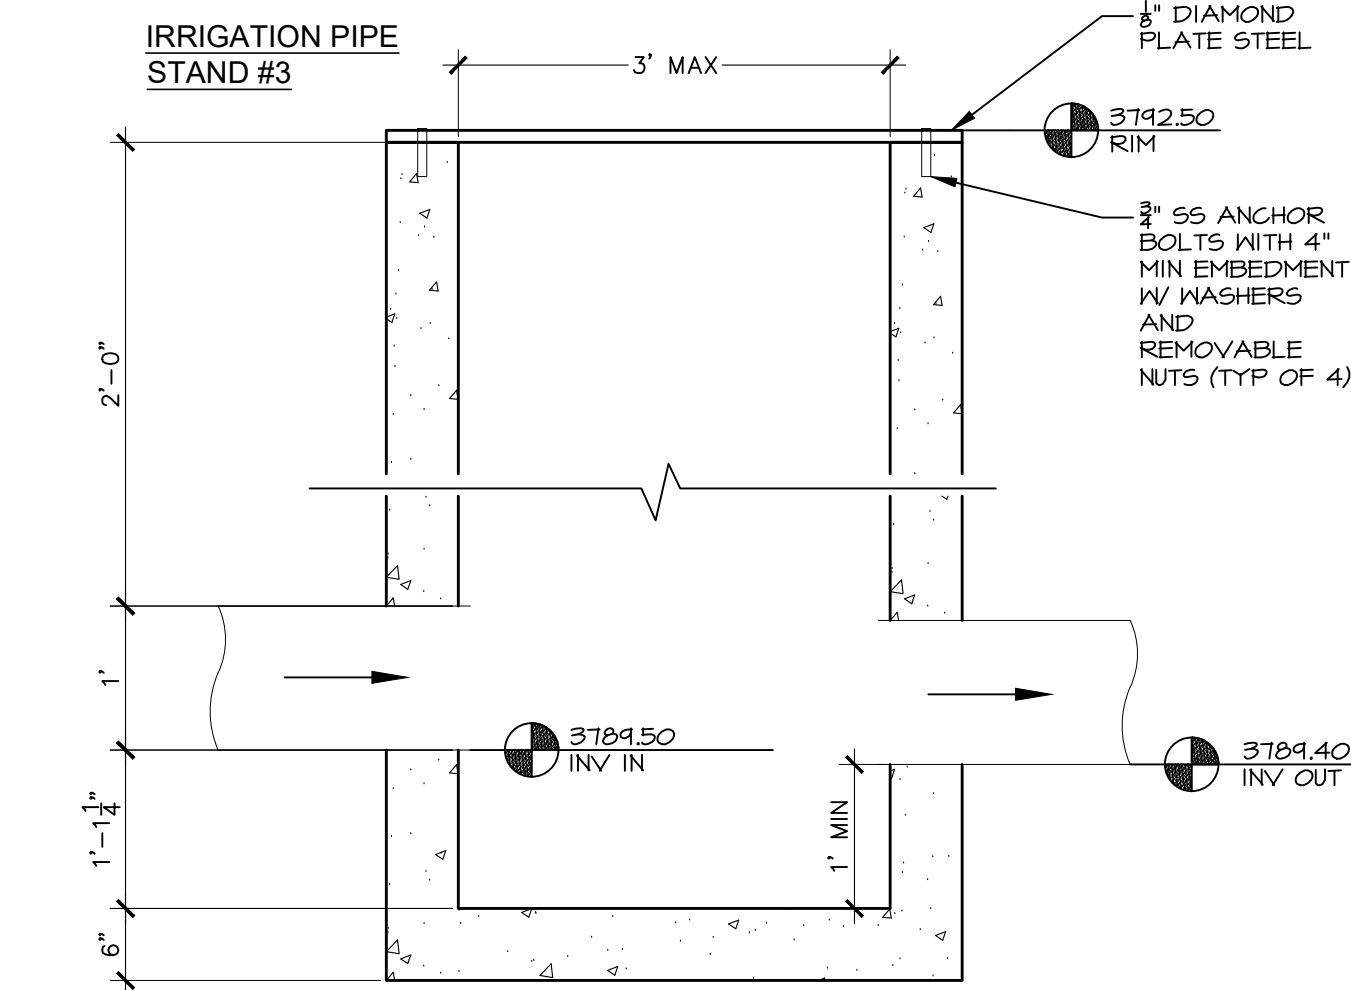 IRRIGATION PIPE
STAND #3
3' MAX
1/8" DIAMOND
PLATE STEEL
3792.50
RIM
3/4" SS ANCHOR
BOLTS WITH 4"
MIN EMBEDMENT
W/ WASHERS
AND
REMOVABLE
NUTS (TYP OF 4)
2'-0"
1'
3789.50
INV IN
3789.40
INV OUT
1'-1 1/4"
1' MIN
6"